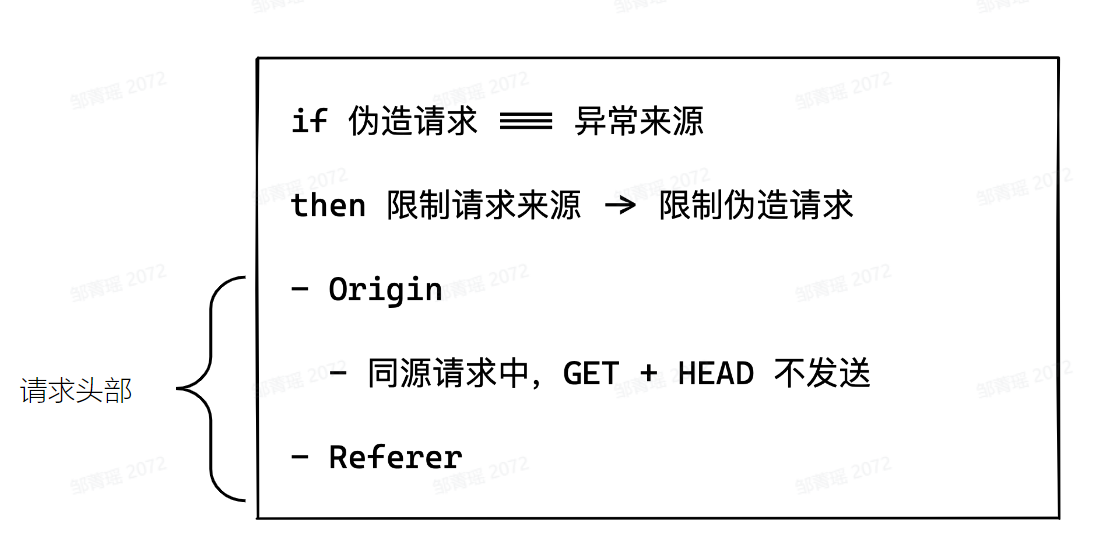 if 伪造请求 === 异常来源
then 限制请求来源 -> 限制伪造请求
- Origin
- 同源请求中，GET + HEAD 不发送
请求头部
- Referer
邹菁瑶 2072